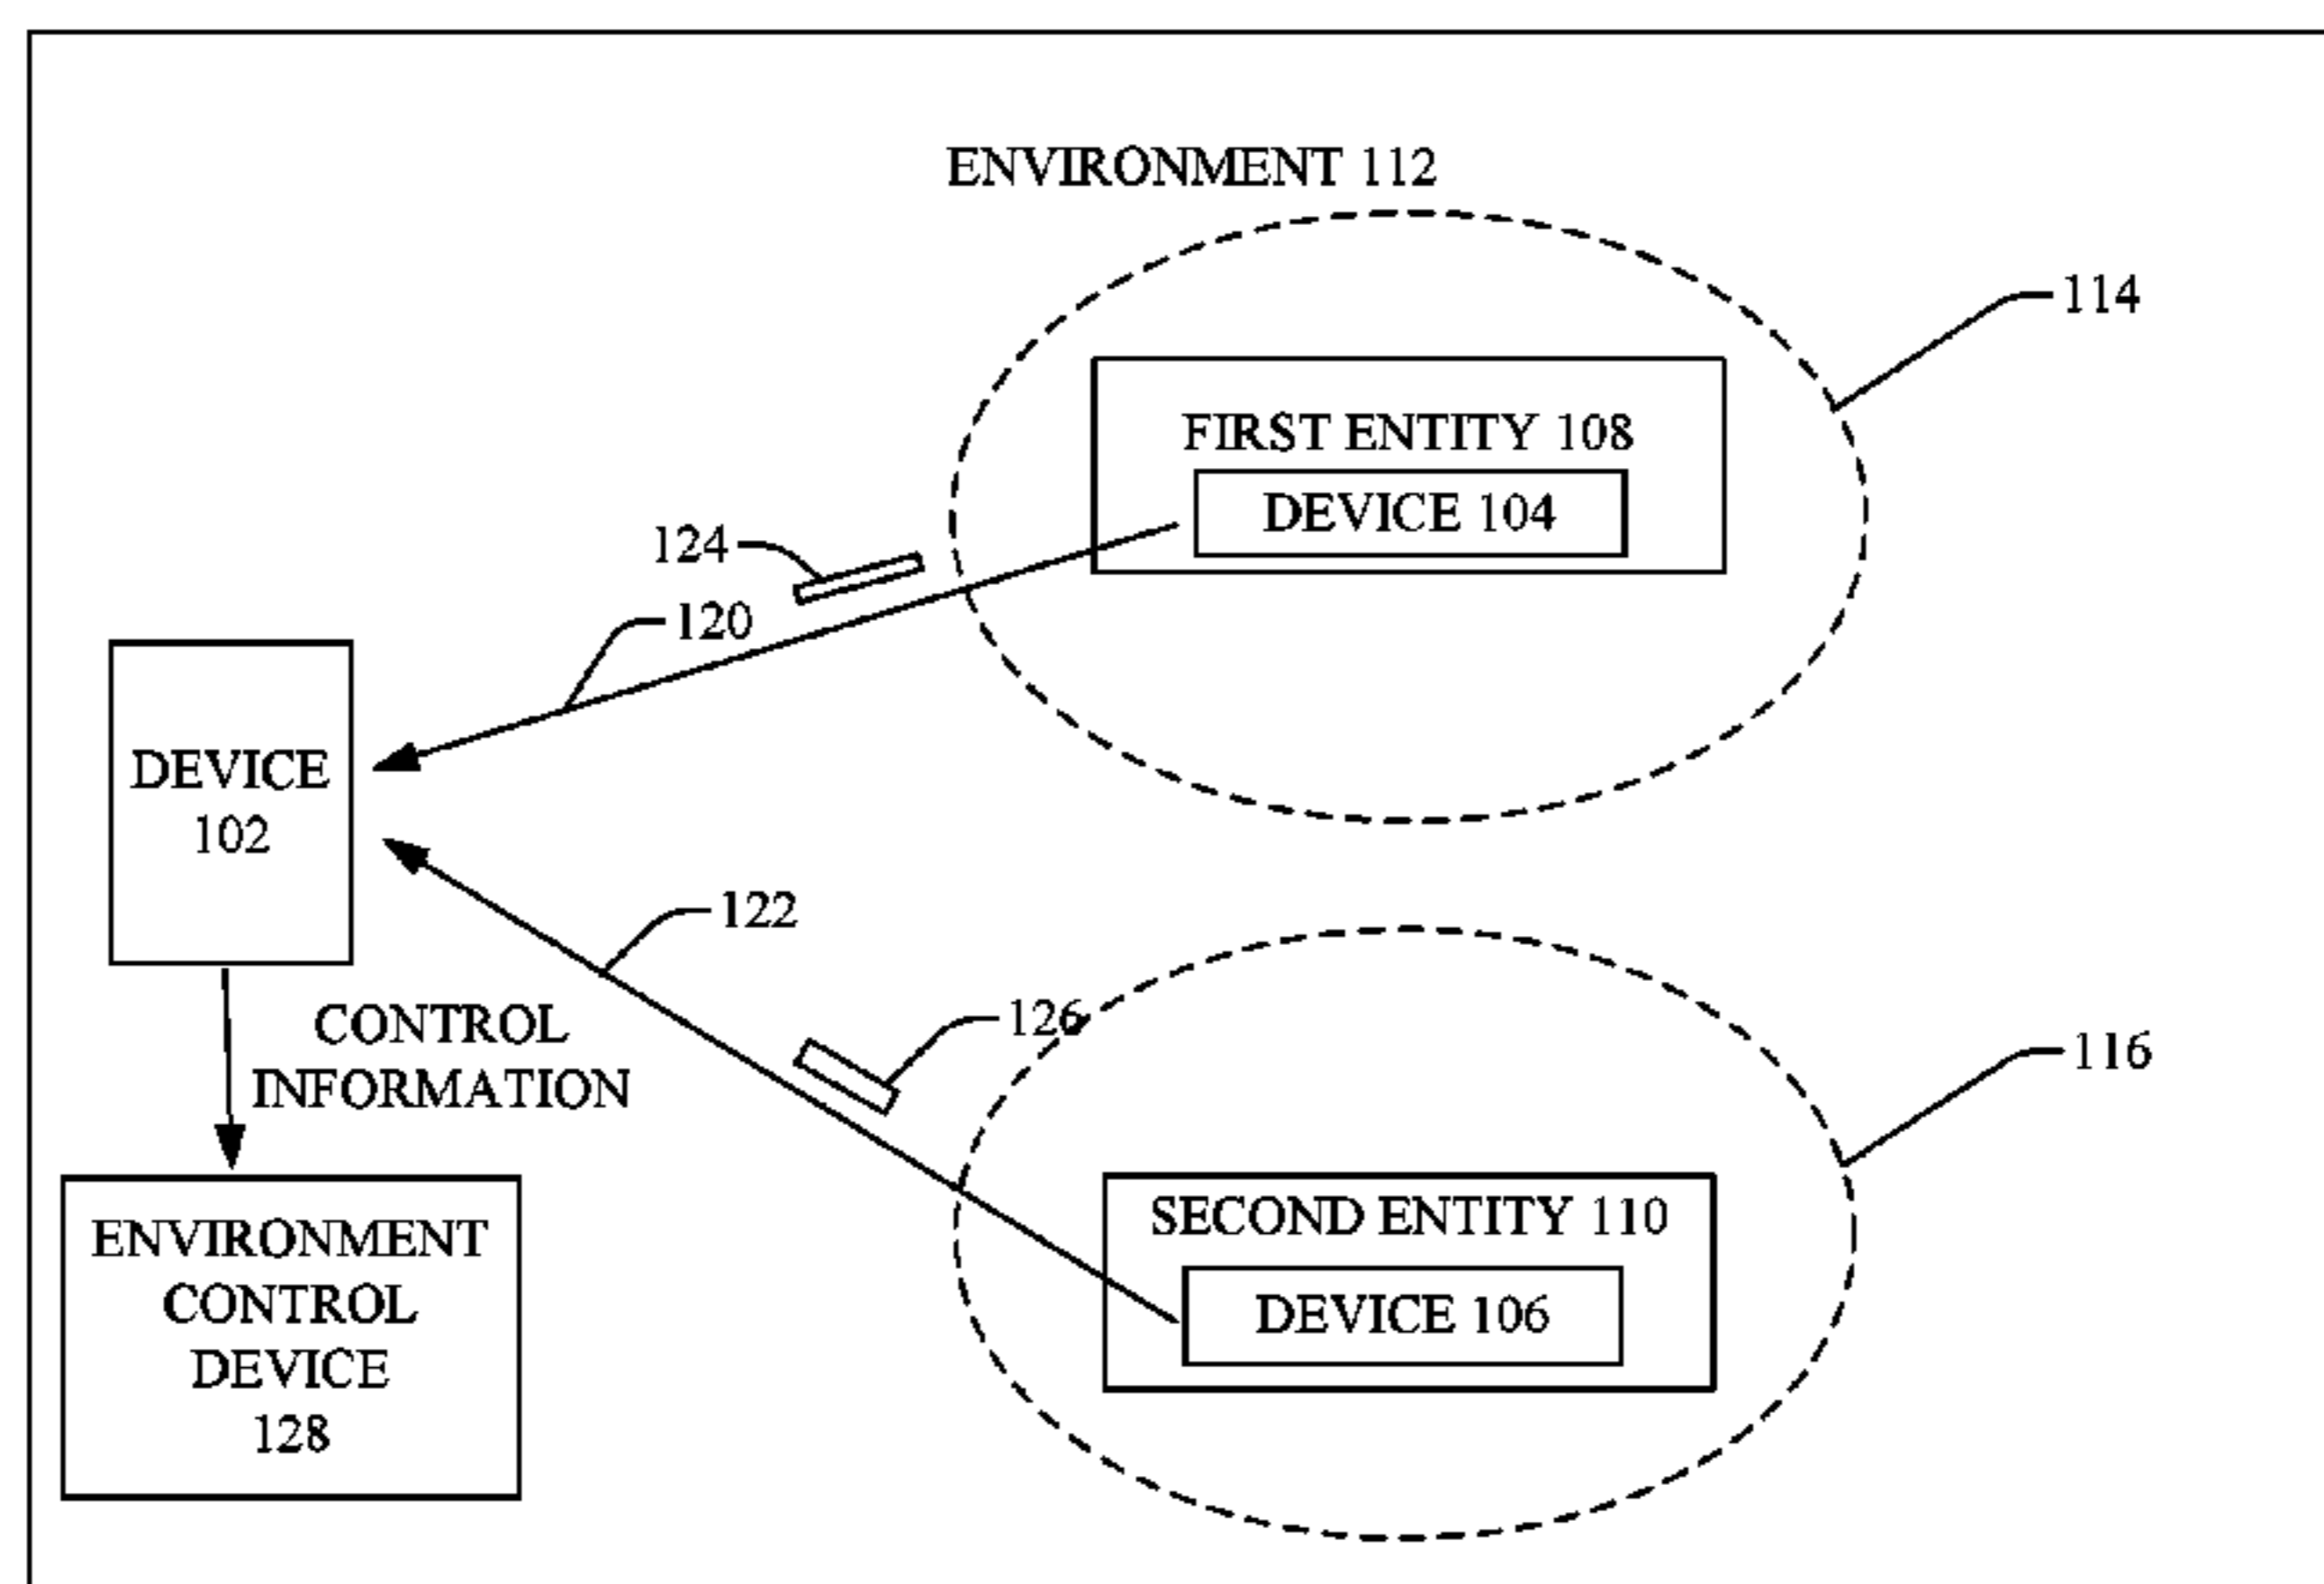 ENVIRONMENT 112
114
FIRST ENTITY 108
DEVICE 104
124
120
DEVICE
102
122
CONTROL
INFORMATION
126
116
SECOND ENTITY 110
DEVICE 106
ENVIRONMENT
CONTROL
DEVICE
128